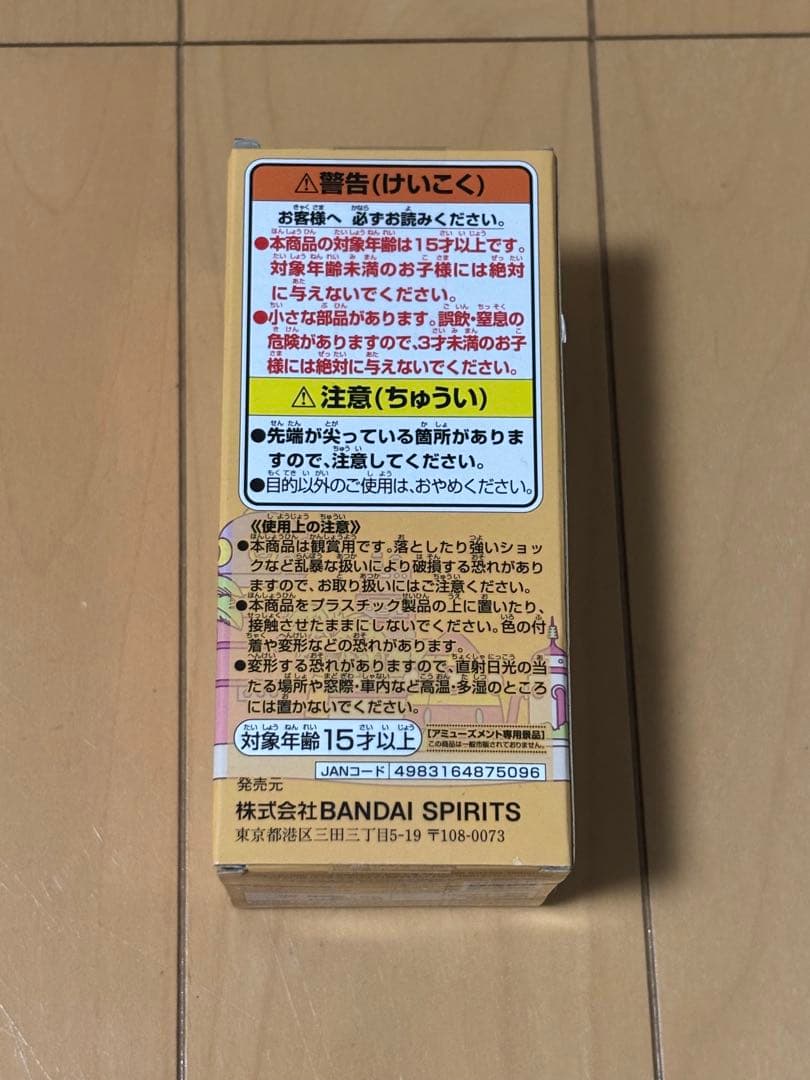 ⚠警告(けいこく)
お客様へ 必ずお読みください。
●本商品の対象年齢は15才以上です。
対象年齢未満のお子様には絶対
に与えないでください。
●小さな部品があります。誤飲・窒息の
危険がありますので、3才未満のお子
様には絶対に与えないでください。
⚠注意(ちゅうい)
●先端が尖っている箇所がありま
すので、注意してください。
●目的以外のご使用は、おやめください。
《使用上の注意》
●本商品は観賞用です。落としたり強いショッ
クなど乱暴な扱いにより破損する恐れがあり
ますので、お取り扱いにはご注意ください。
●本商品をプラスチック製品の上に置いたり、
接触させたままにしないでください。色の付
着や変形などの恐れがあります。
●変形する恐れがありますので、直射日光の当
たる場所や窓際・車内など高温・多湿のところ
には置かないでください。
対象年齢15才以上
【アミューズメント専用景品】
この商品は一般市販されておりません。
JANコード 4983164875096
発売元
株式会社BANDAI SPIRITS
東京都港区三田三丁目5-19 〒108-0073